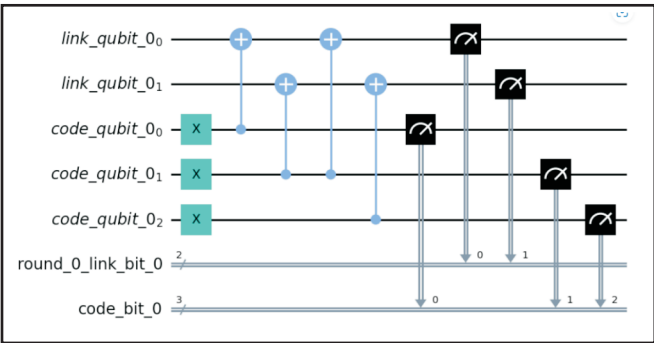 link_qubit_0₀
link_qubit_0₁
code_qubit_0₀ X
code_qubit_0₁ X
code_qubit_0₂ X
round_0_link_bit_0 2 0 1
code_bit_0 3 0 1 2